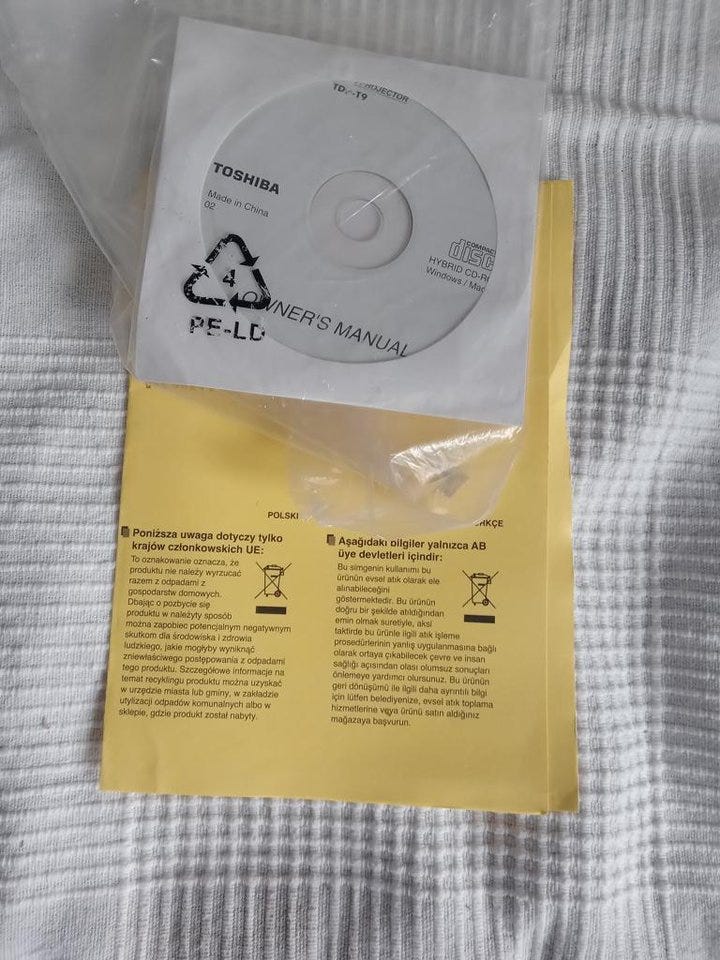 TOSHIBA
Made in China
02
COMPACT
disc
HYBRID CD-R
Windows / Mac
OWNER'S MANUAL
4
PE-LD
POLSKI
Poniższa uwaga dotyczy tylko
krajów członkowskich UE:
To oznakowanie oznacza, że
produktu nie należy wyrzucać
razem z odpadami z
gospodarstw domowych.
Dbając o pozbycie się
produktu w należyty sposób
można zapobiec potencjalnym negatywnym
skutkom dla środowiska i zdrowia
ludzkiego, jakie mogłyby wyniknąć
zniewłaściwego postępowania z odpadami
tego produktu. Szczegółowe informacje na
temat recyklingu produktu można uzyskać
w urzędzie miasta lub gminy, w zakładzie
utylizacji odpadów komunalnych albo w
sklepie, gdzie produkt został nabyty.
RKÇE
Aşağıdaki bilgiler yalnızca AB
üye devletleri içindir:
Bu simgenin kullanımı bu
ürünün evsel atık olarak ele
alınabileceğini
göstermektedir. Bu ürünün
doğru bir şekilde atıldığından
emin olmak suretiyle, aksi
taktirde bu ürünle ilgili atık işleme
prosedürlerinin yanlış uygulanmasına bağlı
olarak ortaya çıkabilecek çevre ve insan
sağlığı açısından olası olumsuz sonuçları
önlemeye yardımcı olursunuz. Bu ürünün
geri dönüşümü ile ilgili daha ayrıntılı bilgi
için lütfen belediyenize, evsel atık toplama
hizmetlerine veya ürünü satın aldığınız
mağazaya başvurun.